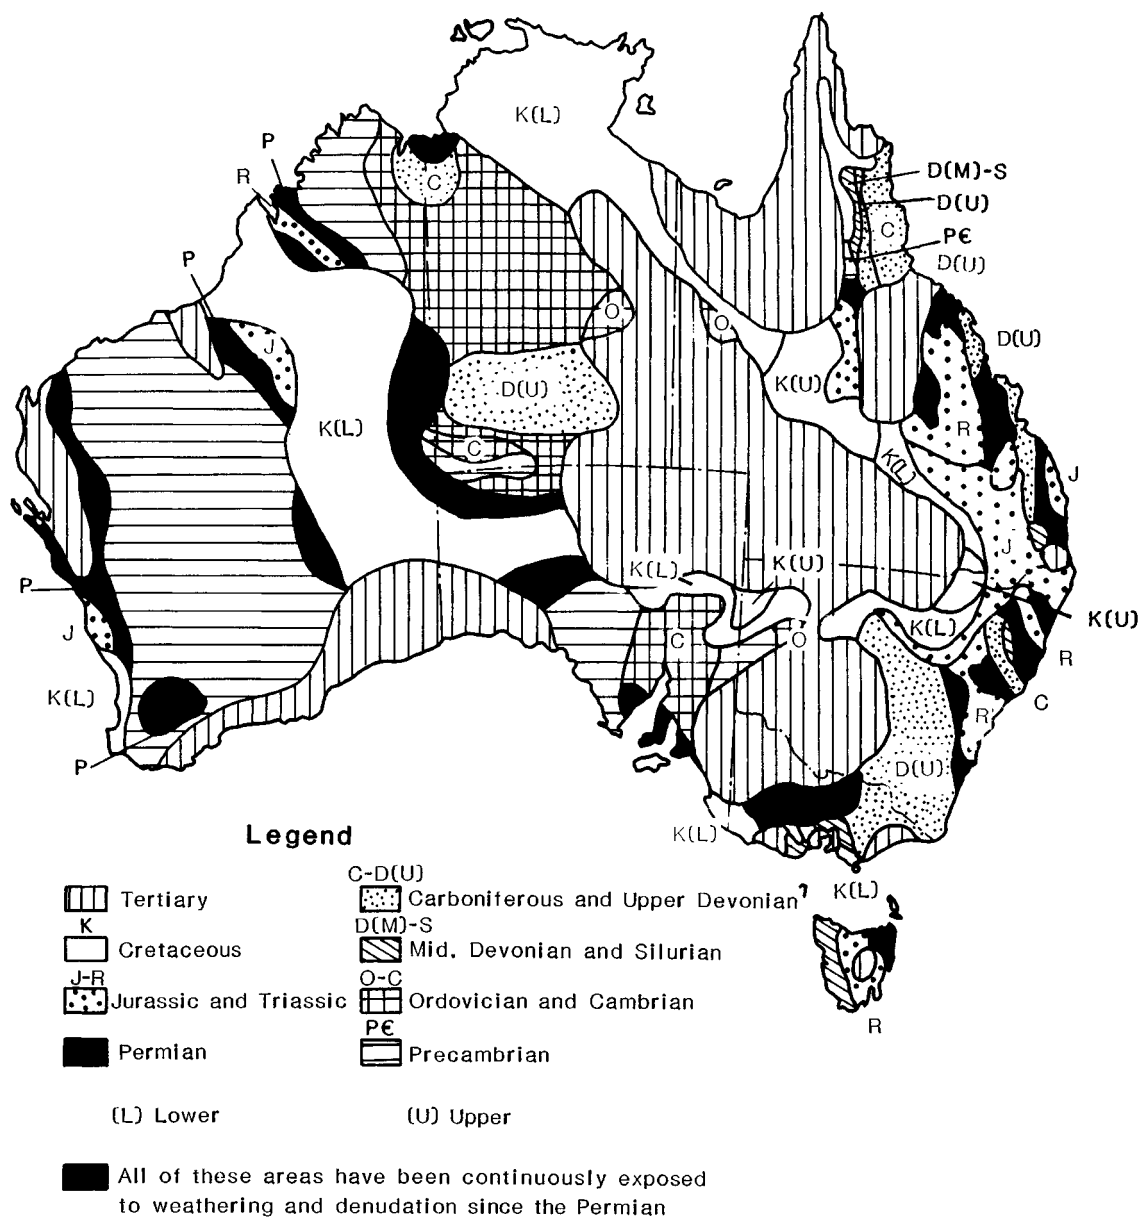 K(L)
P
R
C
D(M)-S
D(U)
C
PЄ
D(U)
P
O
O
J
D(U)
D(U)
K(U)
K(L)
C
R
K(L)
J
J
K(L)
K(U)
P
J
C
O
K(L)
K(U)
R
K(L)
C
R
P
D(U)
K(L)
Legend
Tertiary
C-D(U)
Carboniferous and Upper Devonian?
K(L)
K
Cretaceous
D(M)-S
Mid. Devonian and Silurian
J-R
Jurassic and Triassic
O-C
Ordovician and Cambrian
R
Permian
PЄ
Precambrian
(L) Lower
(U) Upper
All of these areas have been continuously exposed
to weathering and denudation since the Permian